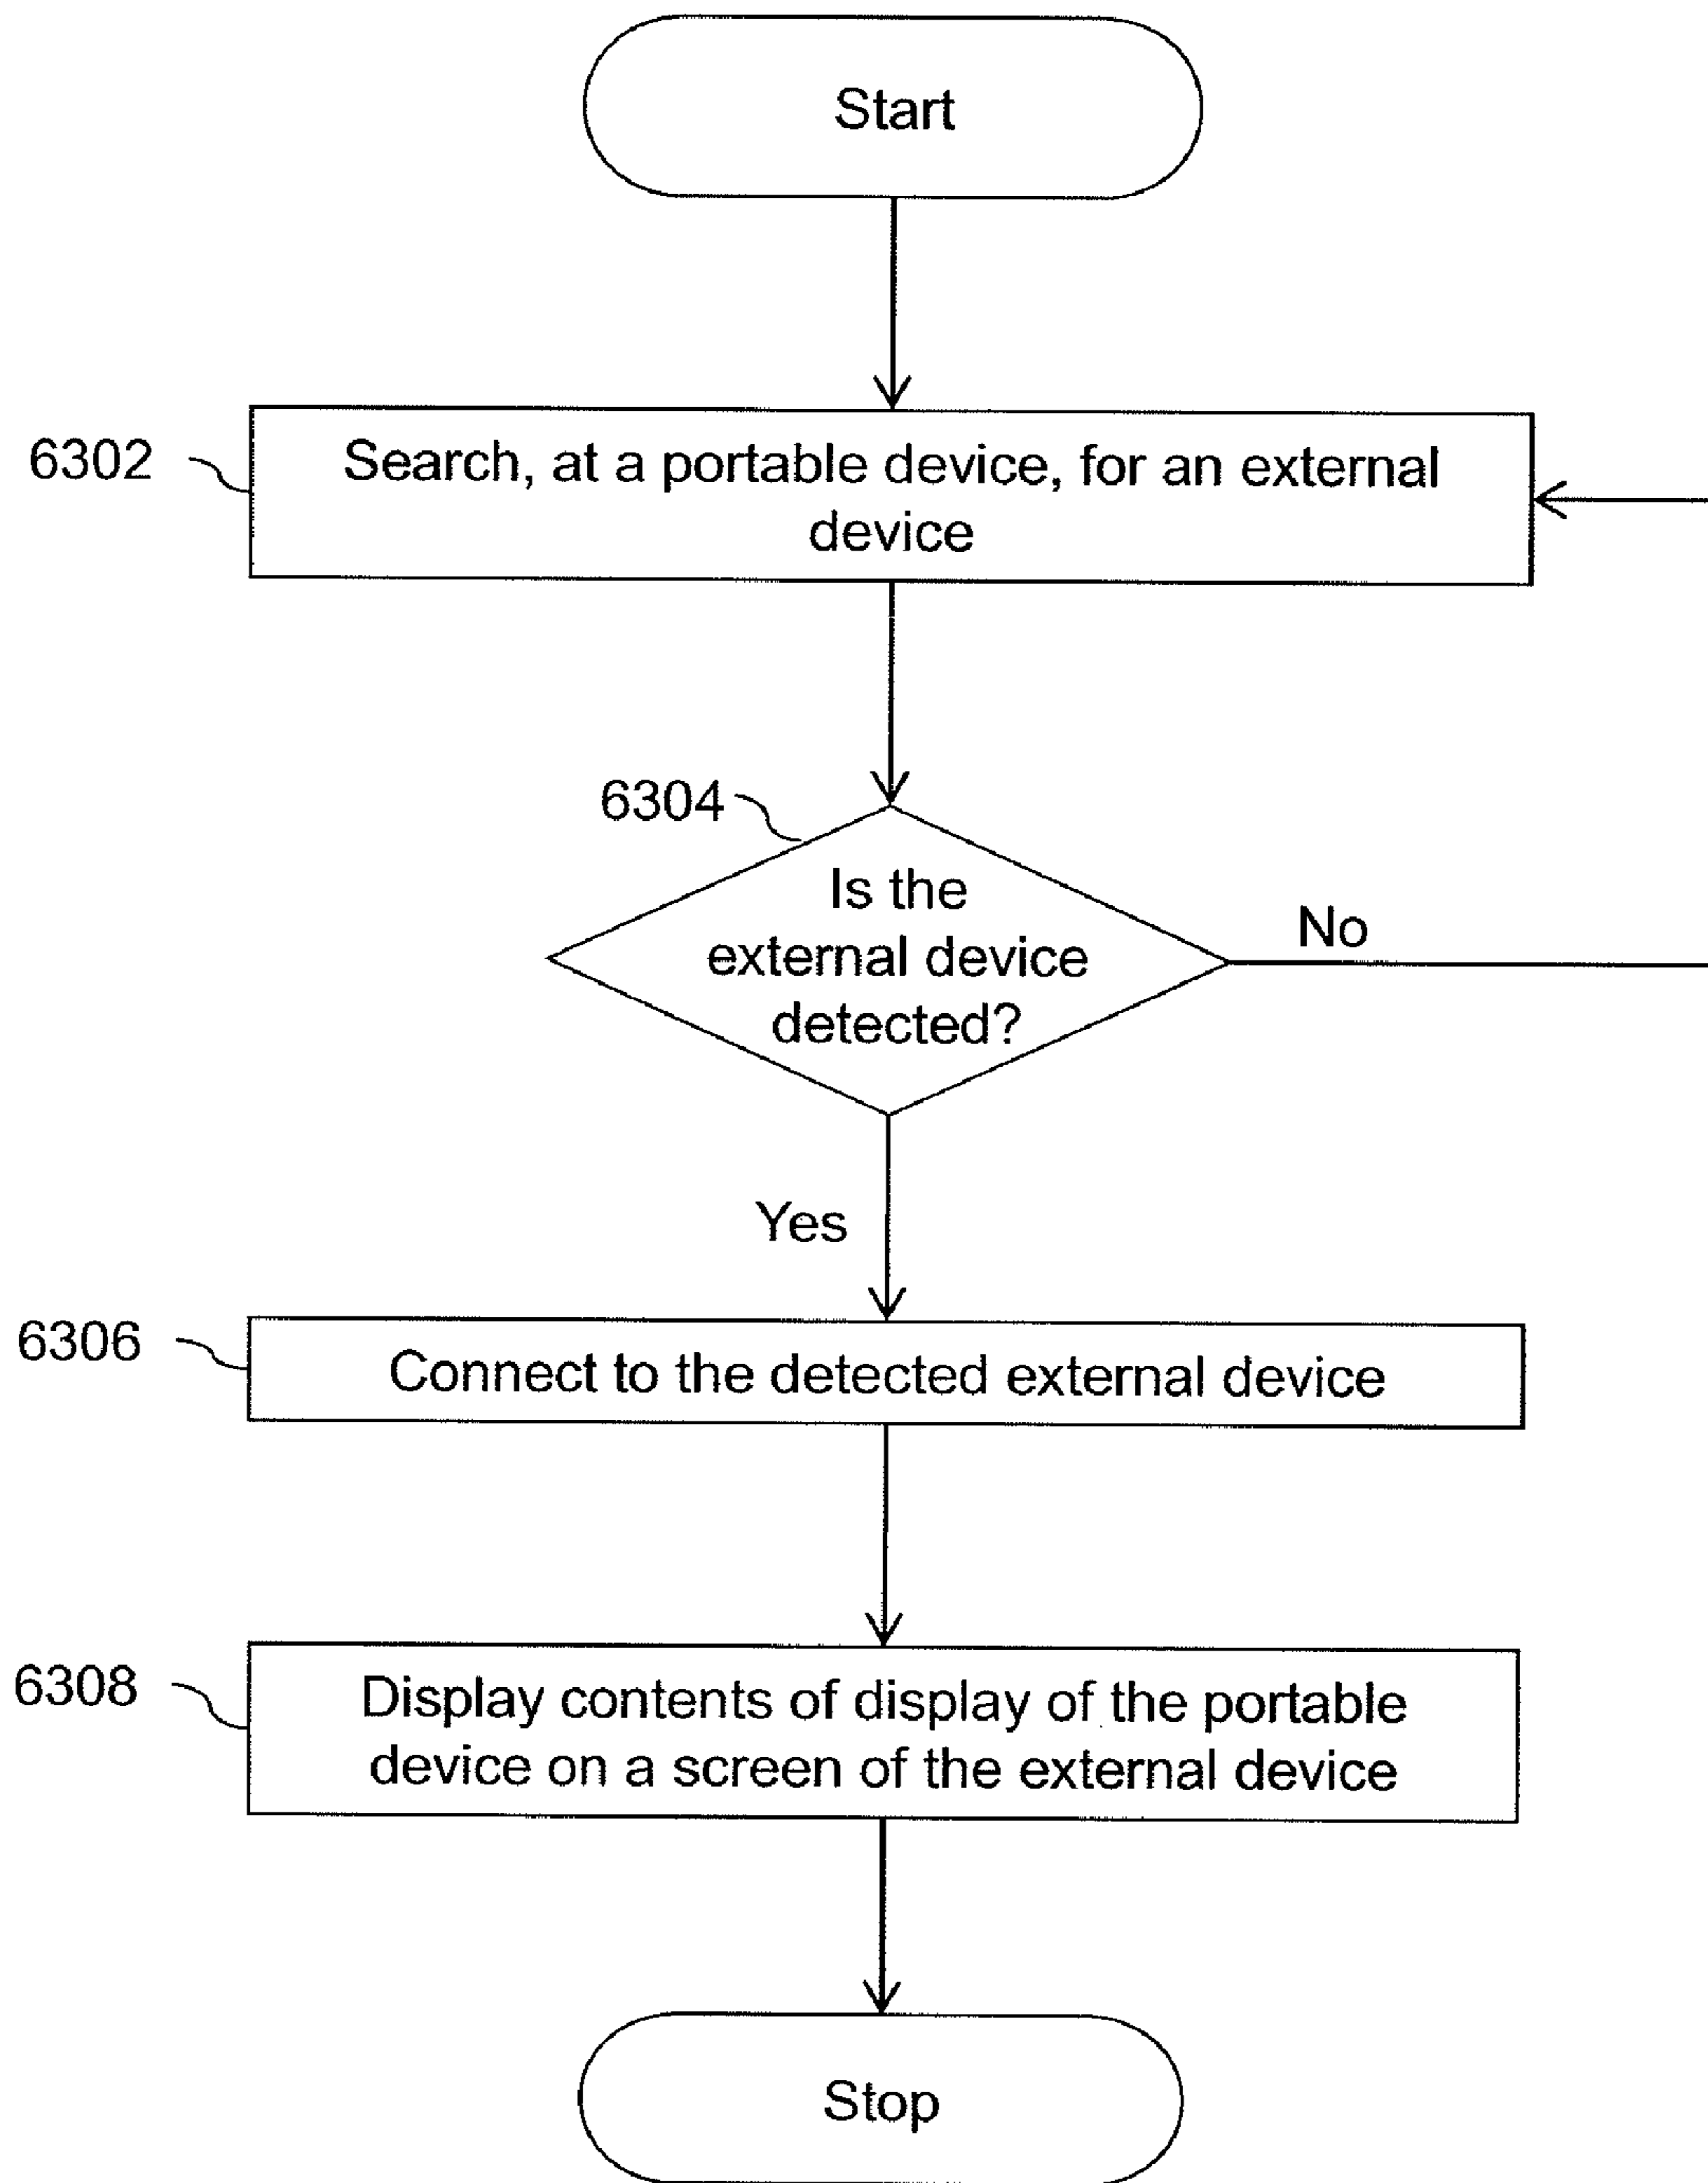 Start
6302
Search, at a portable device, for an external
device
6304
Is the
external device
detected?
No
Yes
6306
Connect to the detected external device
6308
Display contents of display of the portable
device on a screen of the external device
Stop